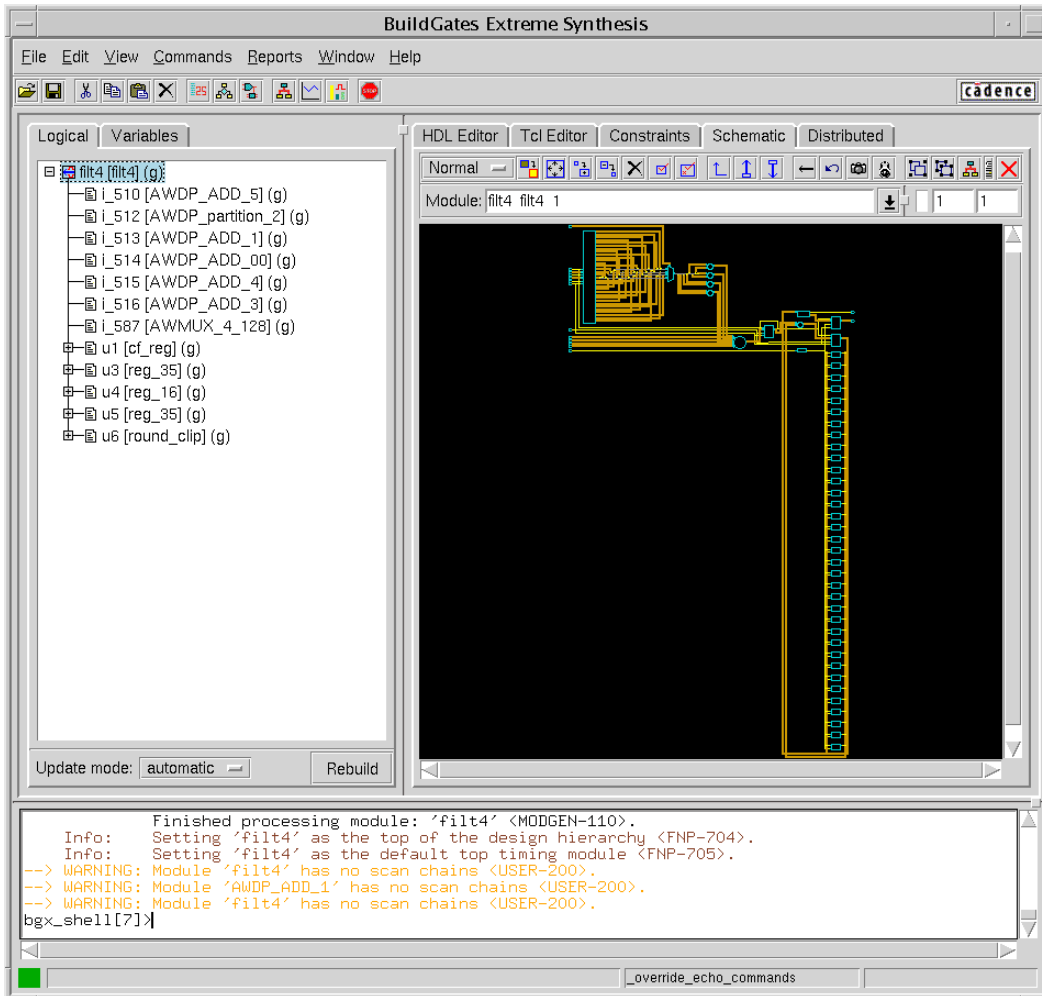 BuildGates Extreme Synthesis
File Edit View Commands Reports Window Help
25 STOP cādence
Logical Variables
HDL Editor Tcl Editor Constraints Schematic Distributed
Normal
Module: filt4 filt4 1 1 1
filt4 [filt4] (g)
i_510 [AWDP_ADD_5] (g)
i_512 [AWDP_partition_2] (g)
i_513 [AWDP_ADD_1] (g)
i_514 [AWDP_ADD_00] (g)
i_515 [AWDP_ADD_4] (g)
i_516 [AWDP_ADD_3] (g)
i_587 [AWMUX_4_128] (g)
u1 [cf_reg] (g)
u3 [reg_35] (g)
u4 [reg_16] (g)
u5 [reg_35] (g)
u6 [round_clip] (g)
Update mode: automatic Rebuild
Finished processing module: 'filt4' <MODGEN-110>.
Info: Setting 'filt4' as the top of the design hierarchy <FNP-704>.
Info: Setting 'filt4' as the default top timing module <FNP-705>.
--> WARNING: Module 'filt4' has no scan chains <USER-200>.
--> WARNING: Module 'AWDP_ADD_1' has no scan chains <USER-200>.
--> WARNING: Module 'filt4' has no scan chains <USER-200>.
bgx_shell[7]>
_override_echo_commands